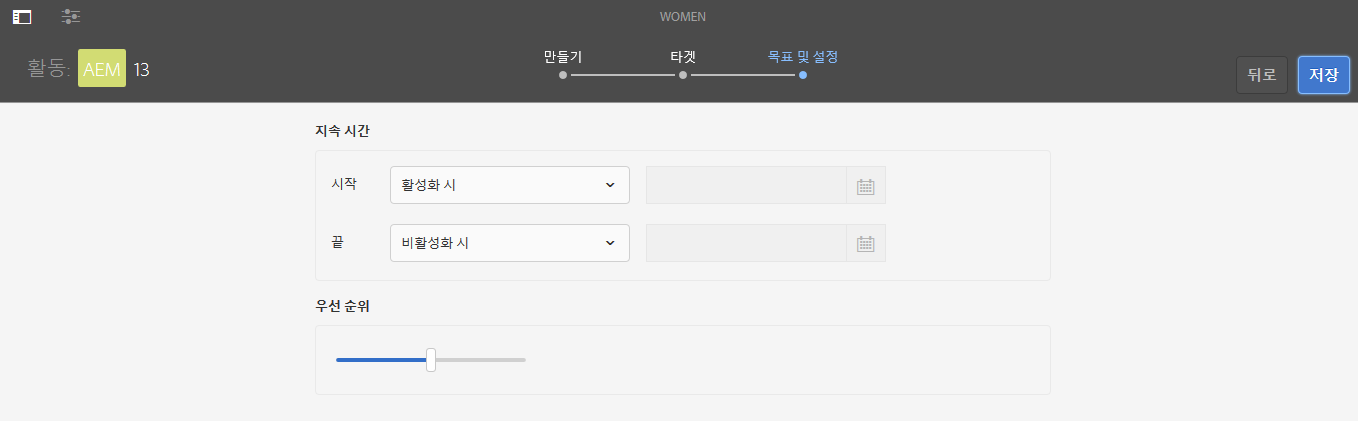 WOMEN
활동: AEM 13
만들기 타겟 목표 및 설정
뒤로 저장
지속 시간
시작 활성화 시
끝 비활성화 시
우선 순위